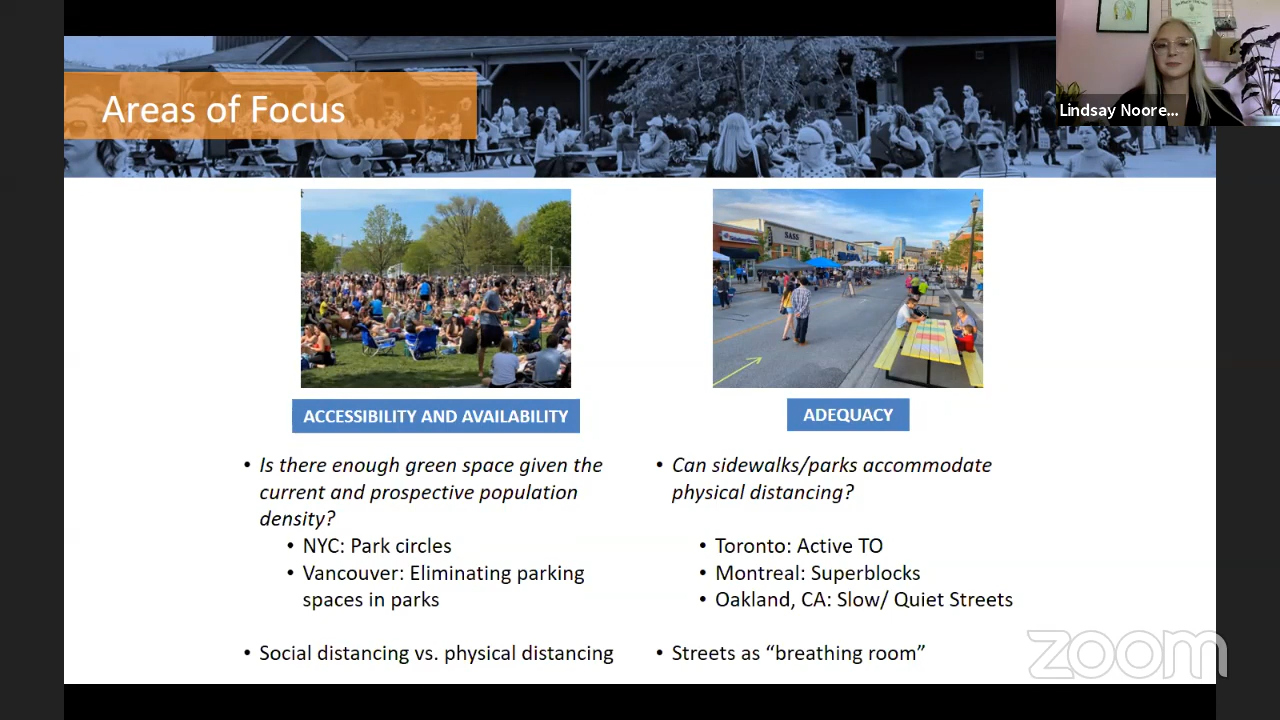 Areas of Focus
Lindsay Noore...
SASS
ACCESSIBILITY AND AVAILABILITY
• Is there enough green space given the
current and prospective population
density?
• NYC: Park circles
• Vancouver: Eliminating parking
spaces in parks
• Social distancing vs. physical distancing
ADEQUACY
• Can sidewalks/parks accommodate
physical distancing?
• Toronto: Active TO
• Montreal: Superblocks
• Oakland, CA: Slow/ Quiet Streets
• Streets as “breathing room”
zoom